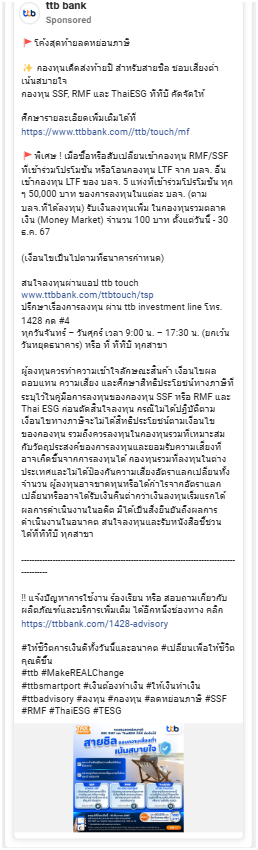 ttb bank
Sponsored
🚩 โค้งสุดท้ายลดหย่อนภาษี
✨ กองทุนเด็ดส่งท้ายปี สำหรับสายชิล ชอบเสี่ยงต่ำ
เน้นสบายใจ
กองทุน SSF, RMF และ ThaiESG ทีทีบี คัดจัดให้
ศึกษารายละเอียดเพิ่มเติมได้ที่
https://www.ttbbank.com/ttb/touch/mf
🚩 พิเศษ ! เมื่อซื้อหรือสับเปลี่ยนเข้ากองทุน RMF/SSF
ที่เข้าร่วมโปรโมชัน หรือโอนกองทุน LTF จาก บลจ. อื่น
เข้ากองทุน LTF ของ บลจ. 5 แห่งที่เข้าร่วมโปรโมชัน ทุก
ๆ 50,000 บาท ของการลงทุนในแต่ละ บลจ. (ตาม
บลจ.ที่ได้ลงทุน) รับเงินลงทุนเพิ่ม ในกองทุนรวมตลาด
เงิน (Money Market) จำนวน 100 บาท ตั้งแต่วันนี้ - 30
ธ.ค. 67
(เงื่อนไขเป็นไปตามที่ธนาคารกำหนด)
สนใจลงทุนผ่านแอป ttb touch
www.ttbbank.com/ttbtouch/tsp
ปรึกษาเรื่องการลงทุน ผ่าน ttb investment line โทร.
1428 กด #4
ทุกวันจันทร์ – วันศุกร์ เวลา 9:00 น. – 17:30 น. (ยกเว้น
วันหยุดธนาคาร) หรือ ที่ ทีทีบี ทุกสาขา
ผู้ลงทุนควรทำความเข้าใจลักษณะสินค้า เงื่อนไขผล
ตอบแทน ความเสี่ยง และศึกษาสิทธิประโยชน์ทางภาษีที่
ระบุไว้ในคู่มือการลงทุนของกองทุน SSF หรือ RMF และ
Thai ESG ก่อนตัดสินใจลงทุน กรณีไม่ได้ปฏิบัติตาม
เงื่อนไขทางภาษีจะไม่ได้สิทธิประโยชน์ตามเงื่อนไข
ของกองทุน รวมถึงควรลงทุนในกองทุนรวมที่เหมาะสม
กับวัตถุประสงค์ของการลงทุนและยอมรับความเสี่ยงที่
อาจเกิดขึ้นจากการลงทุนได้ กองทุนรวมที่ลงทุนในต่าง
ประเทศและไม่ได้ป้องกันความเสี่ยงอัตราแลกเปลี่ยนทั้ง
จำนวน ผู้ลงทุนอาจขาดทุนหรือได้กำไรจากอัตราแลก
เปลี่ยนหรืออาจได้รับเงินคืนต่ำกว่าเงินลงทุนเริ่มแรกได้
ผลการดำเนินงานในอดีต มิได้เป็นสิ่งยืนยันถึงผลการ
ดำเนินงานในอนาคต สนใจลงทุนและรับหนังสือชี้ชวน
ได้ที่ทีทีบี ทุกสาขา
--------------------------------------------------------------------------------
----------
!! แจ้งปัญหาการใช้งาน ร้องเรียน หรือ สอบถามเกี่ยวกับ
ผลิตภัณฑ์และบริการเพิ่มเติม ได้อีกหนึ่งช่องทาง คลิก
https://ttbbank.com/1428-advisory
#ให้ชีวิตการเงินดีทั้งวันนี้และอนาคต #เปลี่ยนเพื่อให้ชีวิต
คุณดีขึ้น
#ttb #MakeREALChange
#ttbsmartport #เงินต้องทำเงิน #ให้เงินทำเงิน
#ttbadvisory #ลงทุน #กองทุน #ลดหย่อนภาษี #SSF
#RMF #ThaiESG #TESG
ttb
สายชิล
เน้นสบายใจ